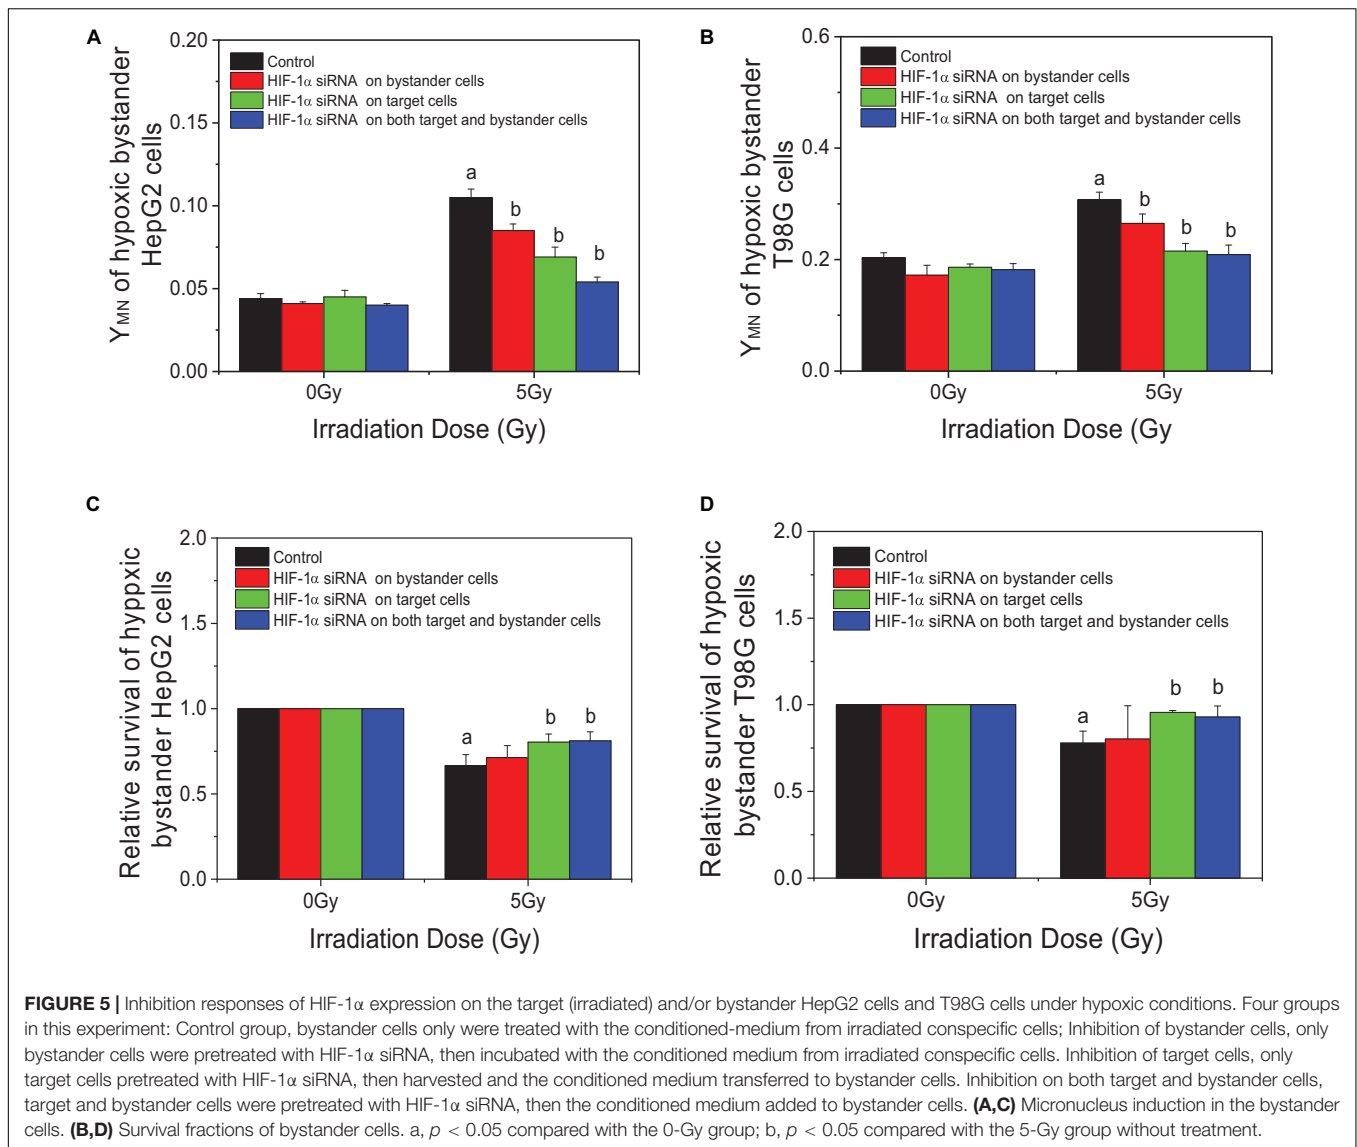 A
0.20
0.15
0.10
0.05
0.00
Y_MN of hypoxic bystander
HepG2 cells
Control
HIF-1α siRNA on bystander cells
HIF-1α siRNA on target cells
HIF-1α siRNA on both target and bystander cells
a
b
b
b
0Gy
5Gy
Irradiation Dose (Gy)
B
0.6
0.4
0.2
0.0
Y_MN of hypoxic bystander
T98G cells
Control
HIF-1α siRNA on bystander cells
HIF-1α siRNA on target cells
HIF-1α siRNA on both target and bystander cells
a
b
b
b
0Gy
5Gy
Irradiation Dose (Gy
C
2.0
1.5
1.0
0.5
0.0
Relative survival of hyppxic
bystander HepG2 cells
Control
HIF-1α siRNA on bystander cells
HIF-1α siRNA on target cells
HIF-1α siRNA on both target and bystander cells
a
b
b
0Gy
5Gy
Irradiation Dose (Gy)
D
2.0
1.5
1.0
0.5
0.0
Relative survival of hypoxic
bystander T98G cells
Control
HIF-1α siRNA on bystander cells
HIF-1α siRNA on target cells
HIF-1α siRNA on both target and bystander cells
a
b
b
0Gy
5Gy
Irradiation Dose (Gy)
FIGURE 5 | Inhibition responses of HIF-1α expression on the target (irradiated) and/or bystander HepG2 cells and T98G cells under hypoxic conditions. Four groups
in this experiment: Control group, bystander cells only were treated with the conditioned-medium from irradiated conspecific cells; Inhibition of bystander cells, only
bystander cells were pretreated with HIF-1α siRNA, then incubated with the conditioned medium from irradiated conspecific cells. Inhibition of target cells, only
target cells pretreated with HIF-1α siRNA, then harvested and the conditioned medium transferred to bystander cells. Inhibition on both target and bystander cells,
target and bystander cells were pretreated with HIF-1α siRNA, then the conditioned medium added to bystander cells. (A,C) Micronucleus induction in the bystander
cells. (B,D) Survival fractions of bystander cells. a, p < 0.05 compared with the 0-Gy group; b, p < 0.05 compared with the 5-Gy group without treatment.